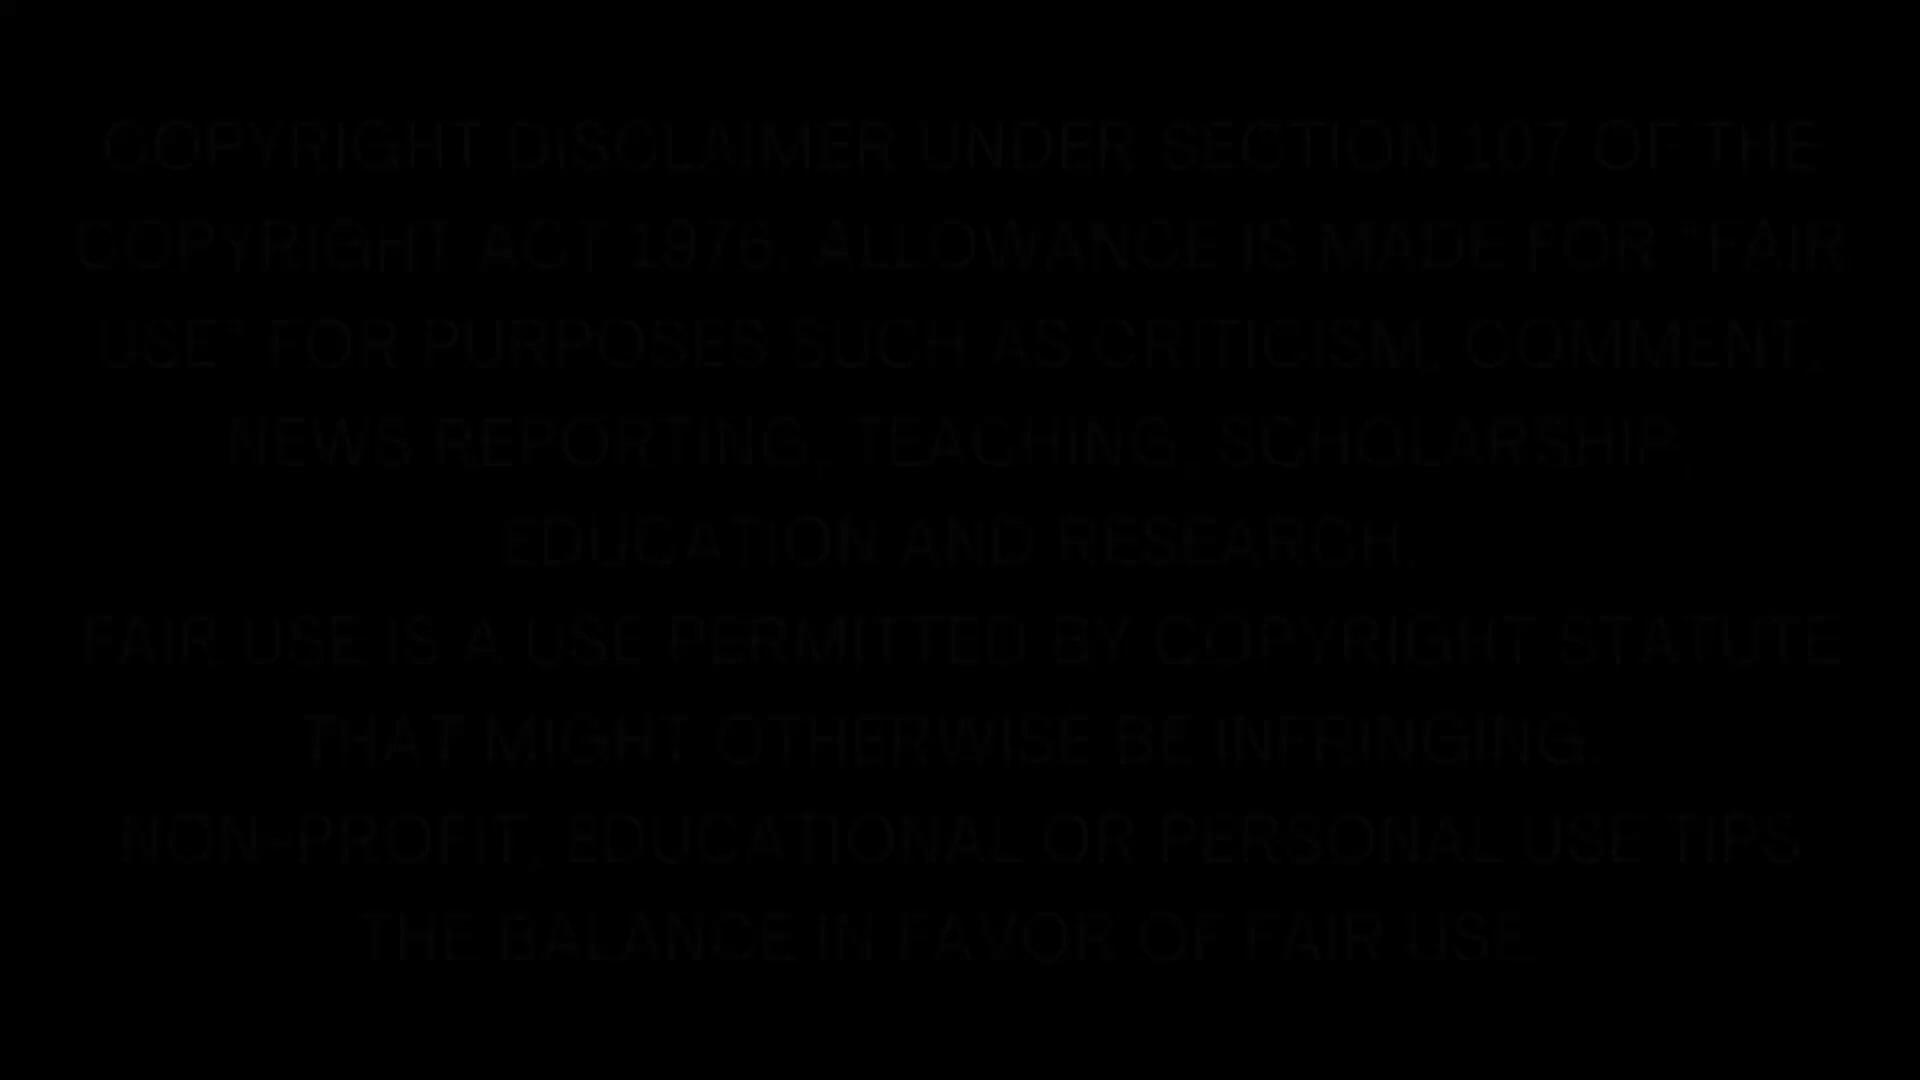 COPYRIGHT DISCLAIMER UNDER SECTION 107 OF THE
COPYRIGHT ACT 1976. ALLOWANCE IS MADE FOR "FAIR
USE" FOR PURPOSES SUCH AS CRITICISM, COMMENT,
NEWS REPORTING, TEACHING, SCHOLARSHIP,
EDUCATION AND RESEARCH.
FAIR USE IS A USE PERMITTED BY COPYRIGHT STATUTE
THAT MIGHT OTHERWISE BE INFRINGING.
NON-PROFIT, EDUCATIONAL OR PERSONAL USE TIPS
THE BALANCE IN FAVOR OF FAIR USE.